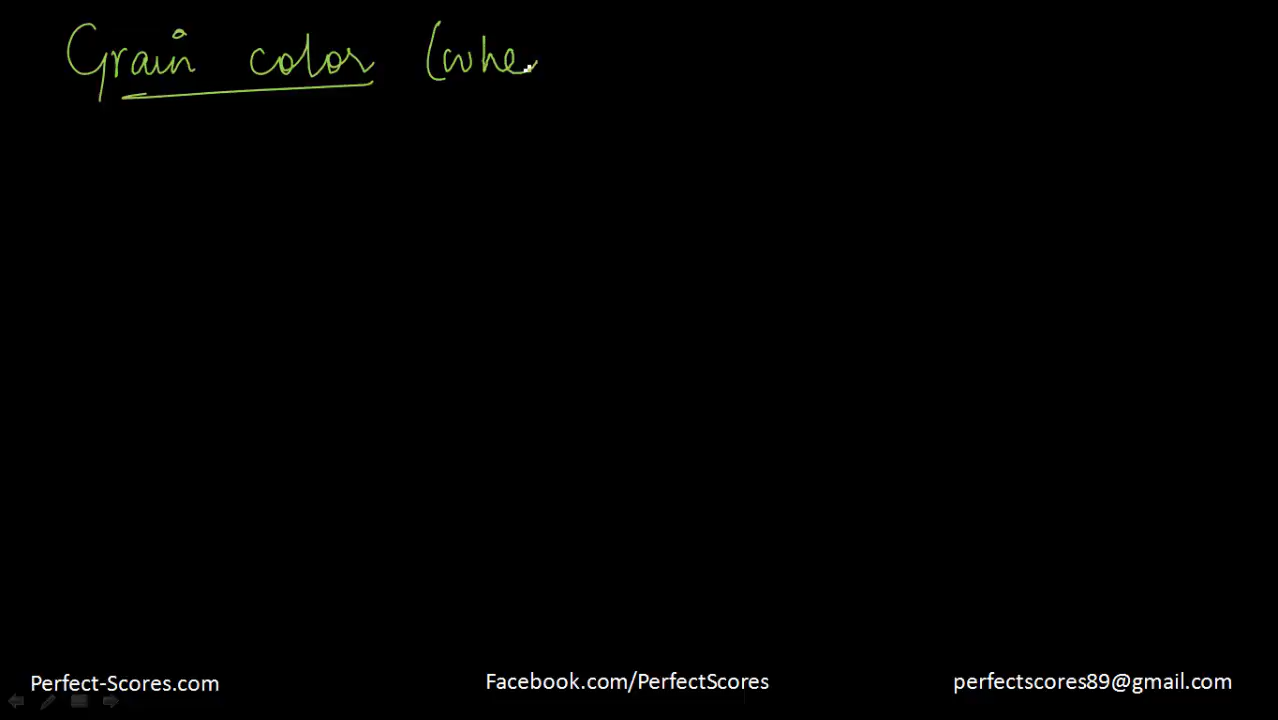 Grain color (whe
Perfect-Scores.com
Facebook.com/PerfectScores
perfectscores89@gmail.com